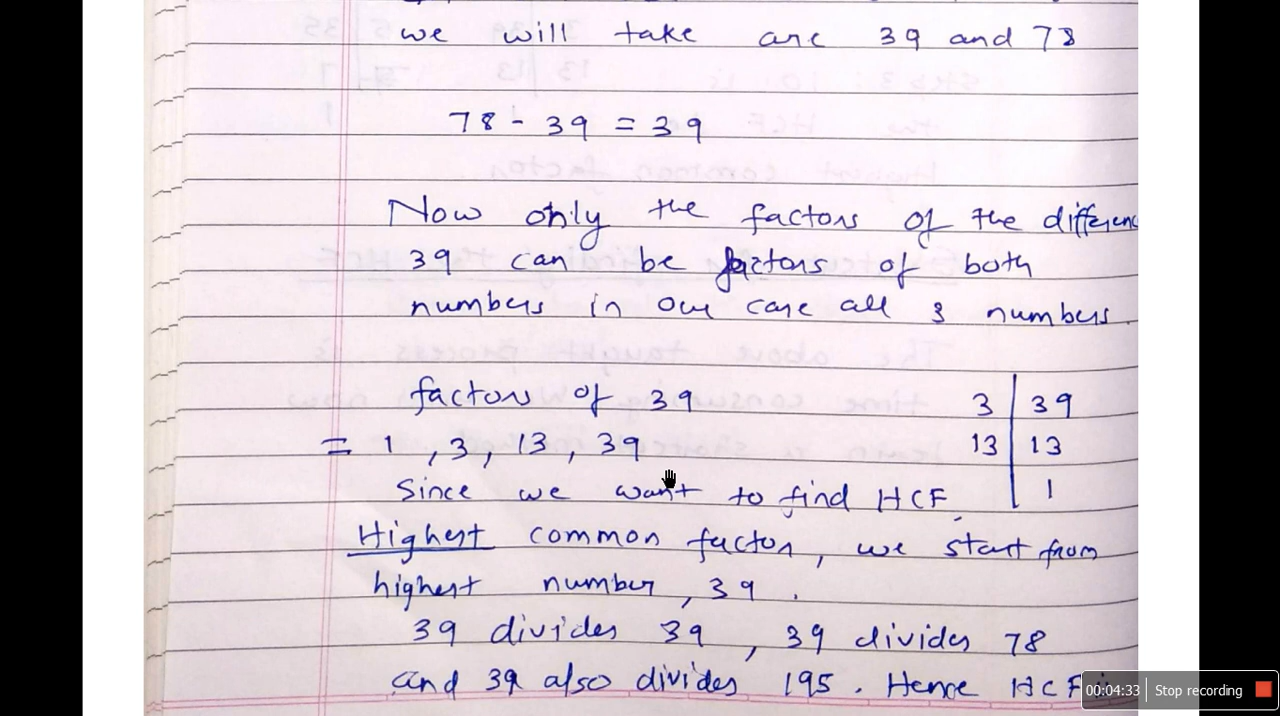 we will take are 39 and 78
78 - 39 = 39
Now only the factors of the differenc
39 can be factors of both
numbers in our case all 3 numbers.
factors of 39
= 1, 3, 13, 39
3 | 39
13 | 13
1
Since we want to find HCF,
Highest common factor, we start from
highest number, 39.
39 divides 39, 39 divides 78
and 39 also divides 195. Hence HCF
00:04:33 Stop recording